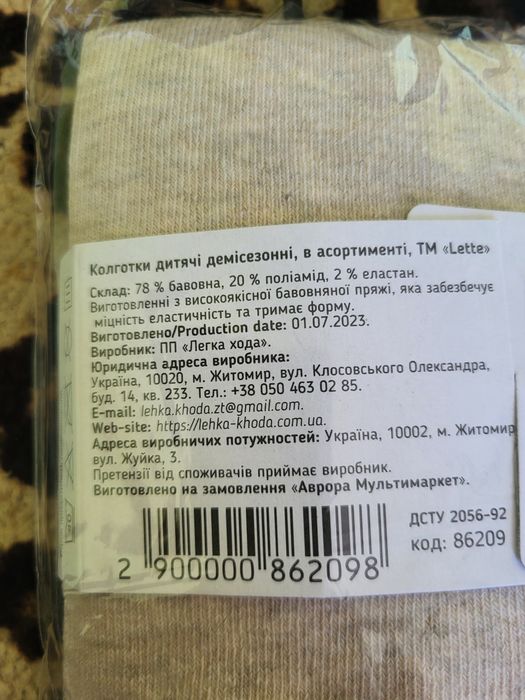 Колготки дитячі демісезонні, в асортименті, ТМ «Lette»
Склад: 78 % бавовна, 20 % поліамід, 2 % еластан.
Виготовленні з високоякісної бавовняної пряжі, яка забезбечує
міцність еластичність та тримає форму.
Виготовлено/Production date: 01.07.2023.
Виробник: ПП «Легка хода».
Юридична адреса виробника:
Україна, 10020, м. Житомир, вул. Клосовського Олександра,
буд. 14, кв. 233. Тел.: +38 050 463 02 85.
E-mail: lehka.khoda.zt@gmail.com.
Web-site: https://lehka-khoda.com.ua.
Адреса виробничих потужностей: Україна, 10002, м. Житомир
вул. Жуйка, 3.
Претензії від споживачів приймає виробник.
Виготовлено на замовлення «Аврора Мультимаркет».
ДСТУ 2056-92
код: 86209
2 900000 862098